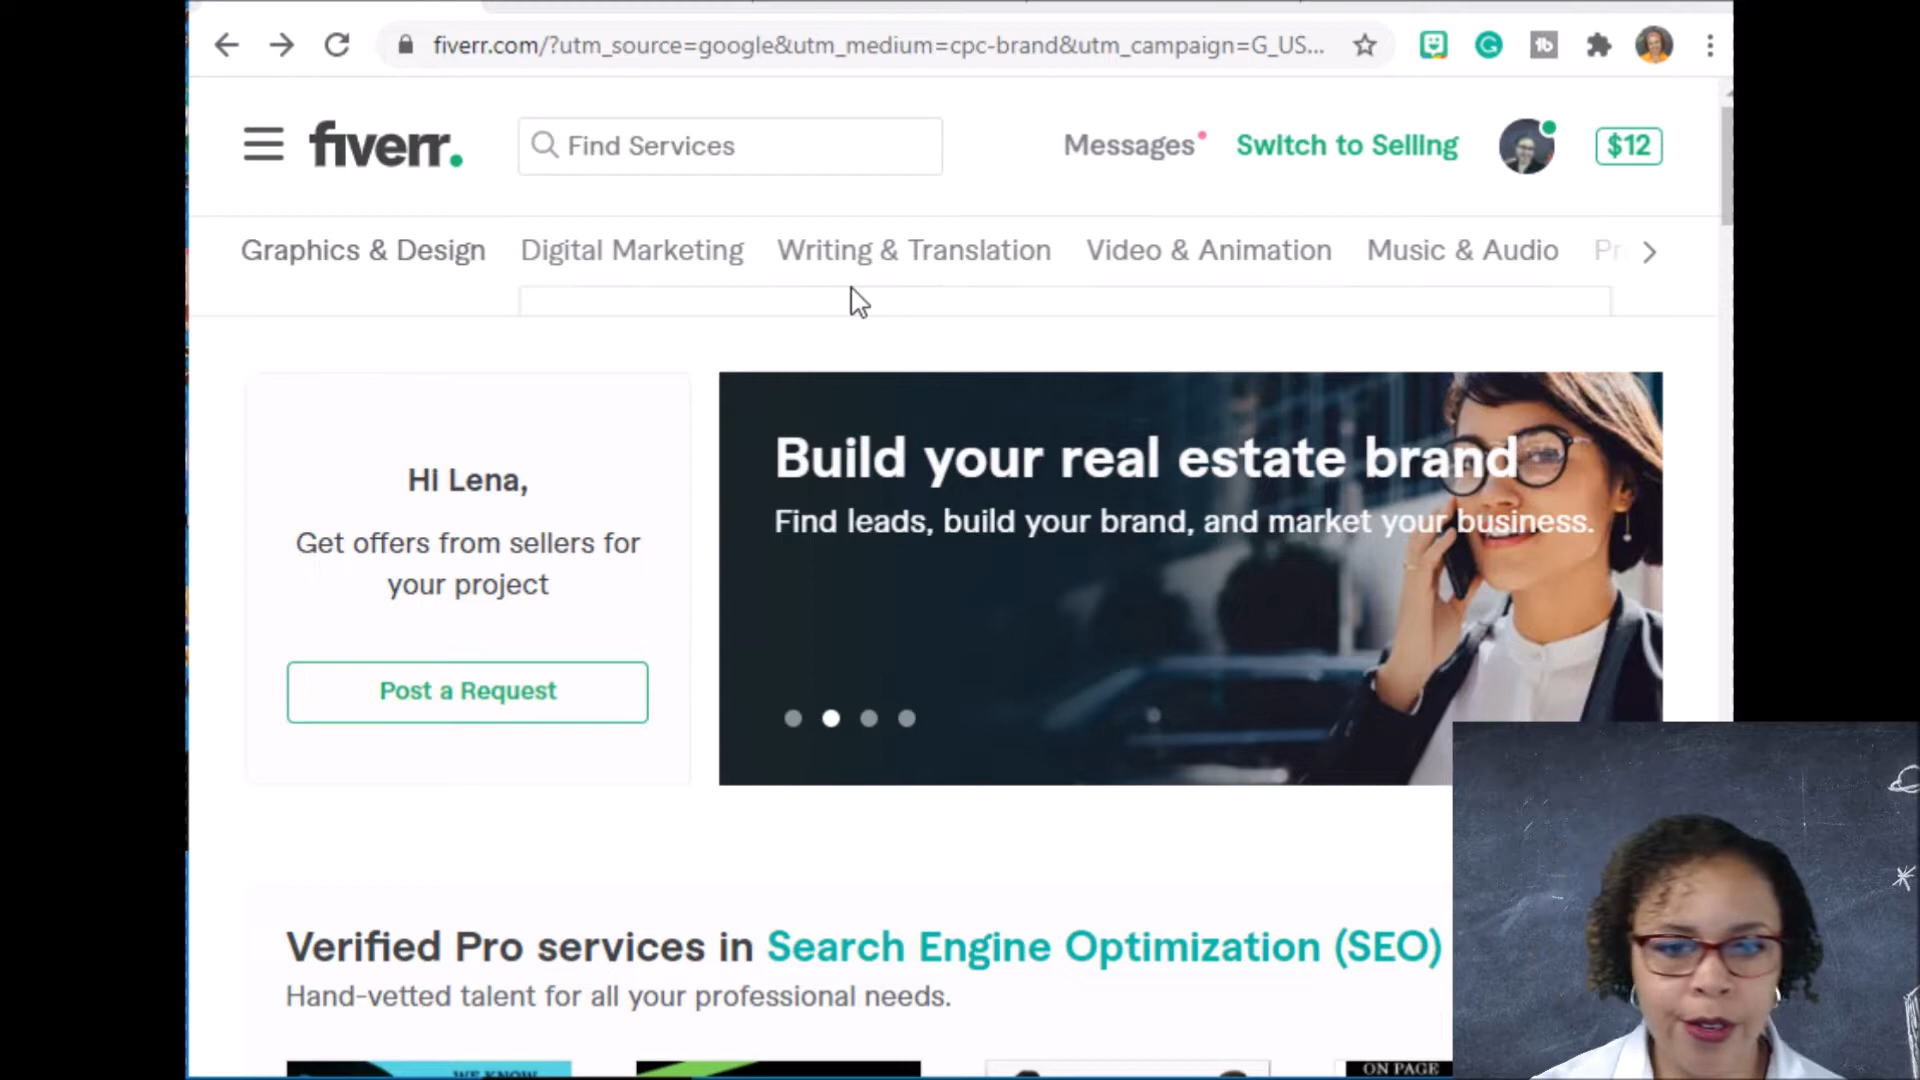 fiverr.com/?utm_source=google&utm_medium=cpc-brand&utm_campaign=G_US...
fiverr.
Find Services
Messages
Switch to Selling
$12
Graphics & Design
Digital Marketing
Writing & Translation
Video & Animation
Music & Audio
Pr
Build your real estate brand
Find leads, build your brand, and market your business.
Hi Lena,
Get offers from sellers for
your project
Post a Request
Verified Pro services in Search Engine Optimization (SEO)
Hand-vetted talent for all your professional needs.
WE KNOW
ON PAGE